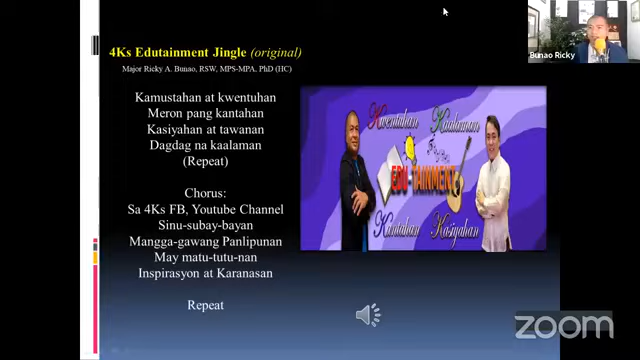 4Ks Edutainment Jingle (original)
Major Ricky A. Bunao, RSW, MPS-MPA, PhD (HC)
Kamustahan at kwentuhan
Meron pang kantahan
Kasiyahan at tawanan
Dagdag na kaalaman
(Repeat)
Chorus:
Sa 4Ks FB, Youtube Channel
Sinu-subay-bayan
Mangga-gawang Panlipunan
May matu-tutu-nan
Inspirasyon at Karanasan
Repeat
Kwentuhan Kaalaman
EDU-TAINMENT
Kantahan Kasiyahan
Bunao Ricky
zoom